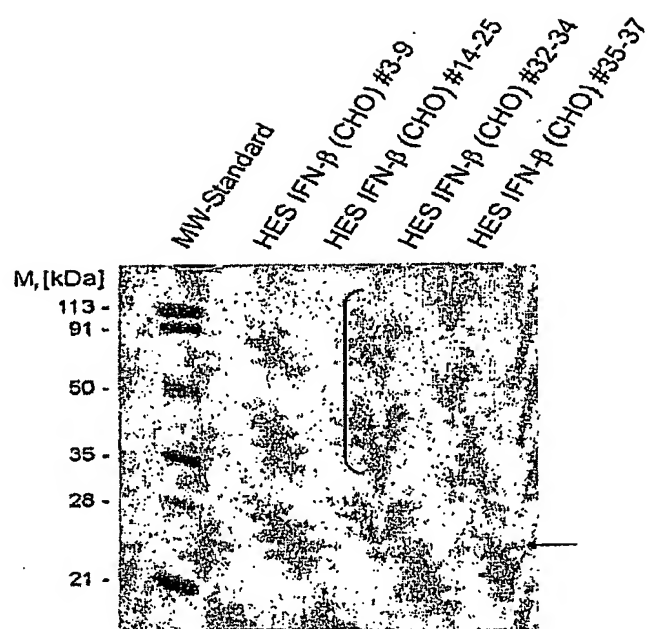 MW-Standard
HES IFN-β (CHO) #3-9
HES IFN-β (CHO) #14-25
HES IFN-β (CHO) #32-34
HES IFN-β (CHO) #35-37
Mr [kDa]
113 -
91 -
50 -
35 -
28 -
21 -